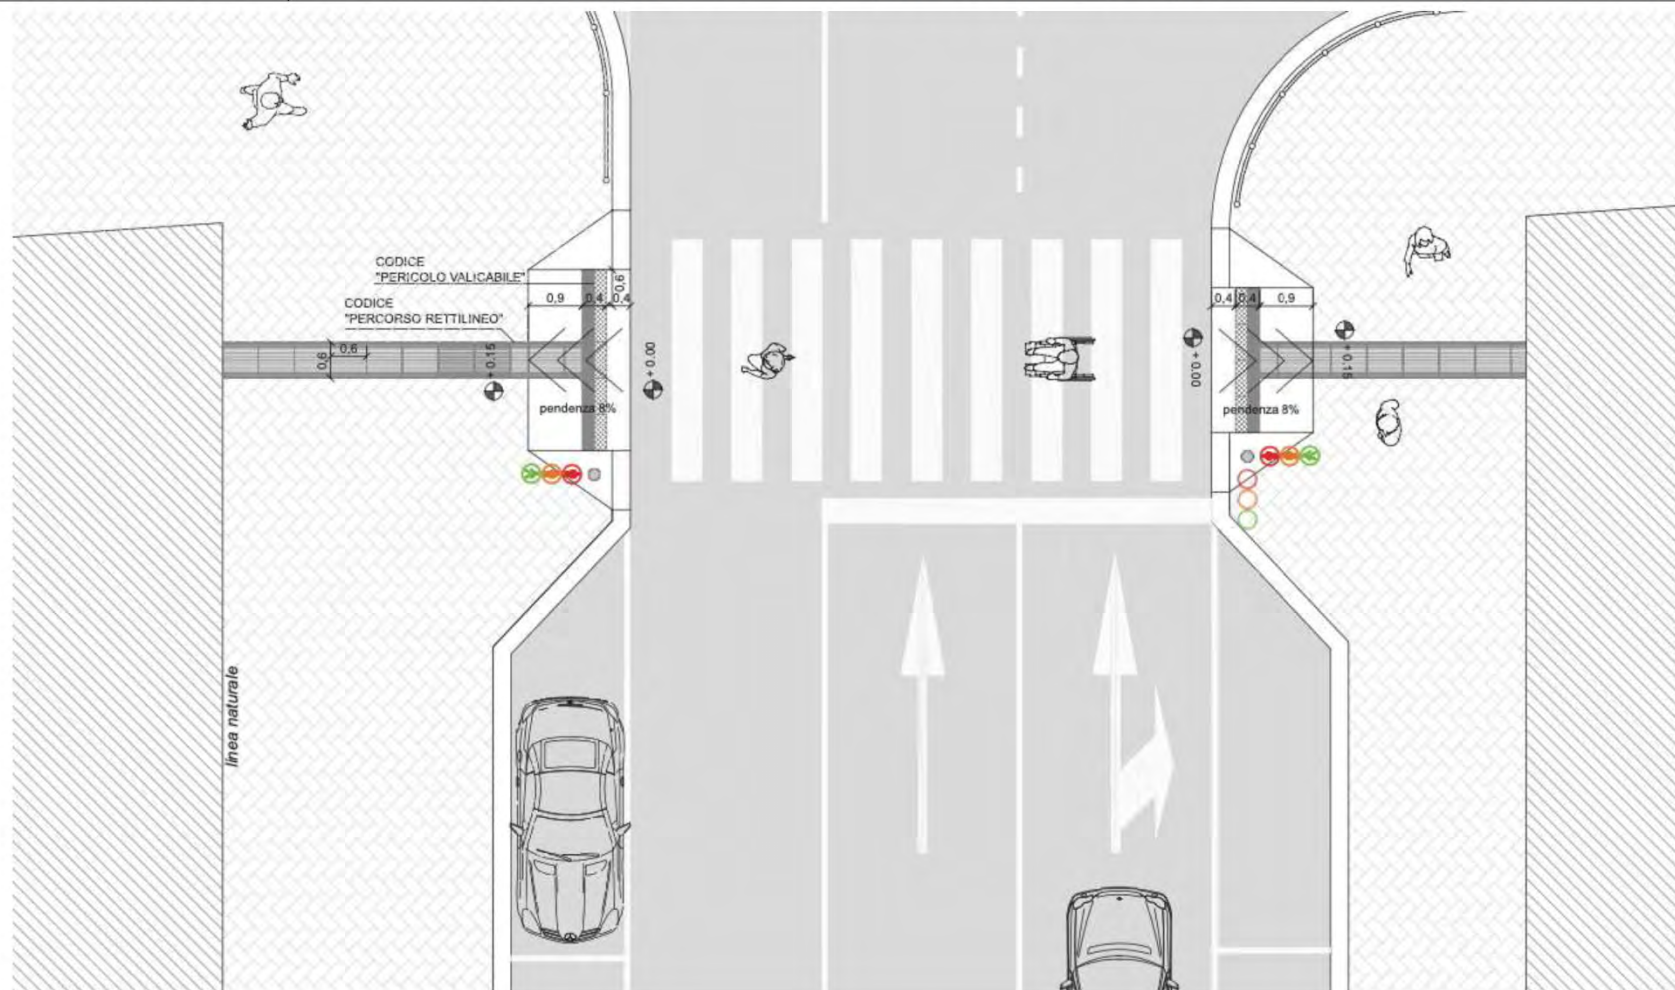 CODICE
"PERICOLO VALICABILE"
CODICE
"PERCORSO RETTILINEO"
0,9
0,4
0,4
0,6
0,6
0,6
+ 0.15
+ 0.00
pendenza 8%
0,4
0,4
0,9
+ 0.00
+ 0.15
pendenza 8%
linea naturale